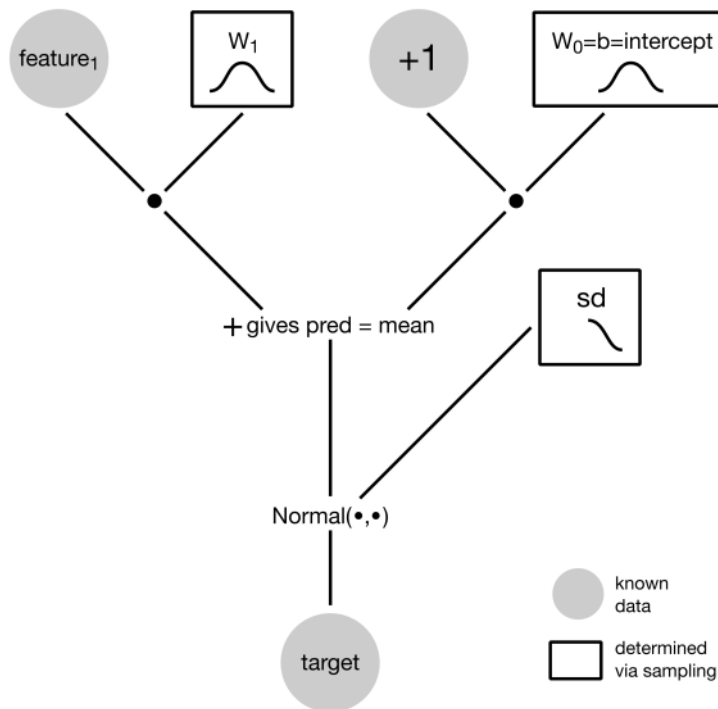 feature₁
W₁
+1
W₀=b=intercept
+ gives pred = mean
sd
Normal(•,•)
target
known
data
determined
via sampling